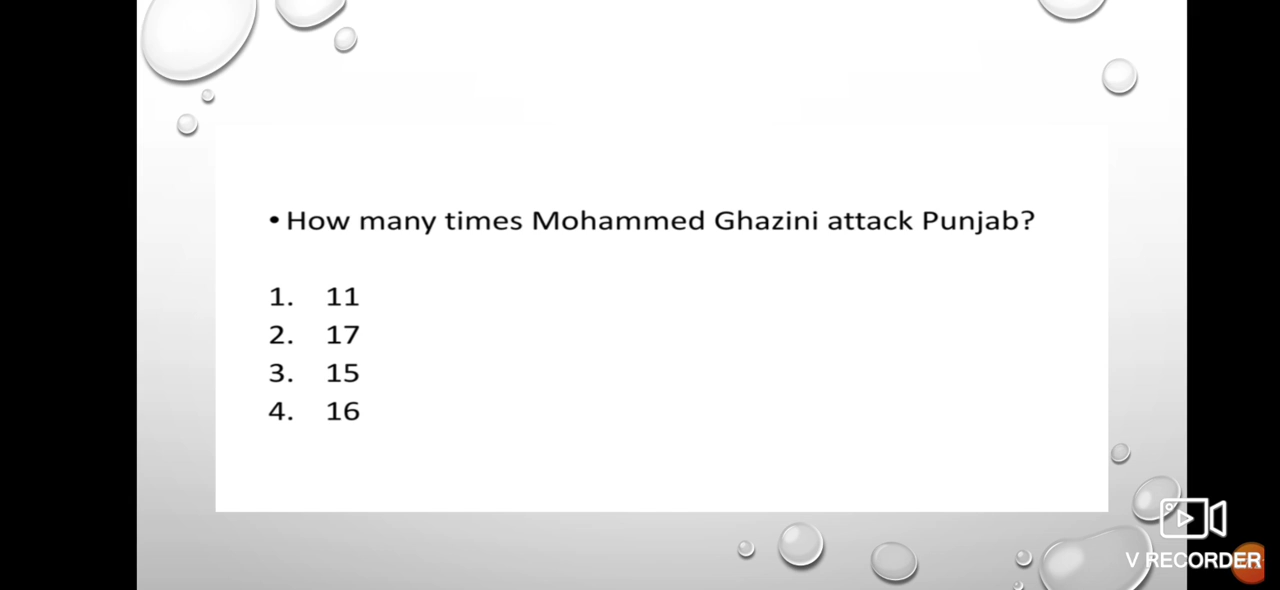 • How many times Mohammed Ghazini attack Punjab?
1. 11
2. 17
3. 15
4. 16
V RECORDER